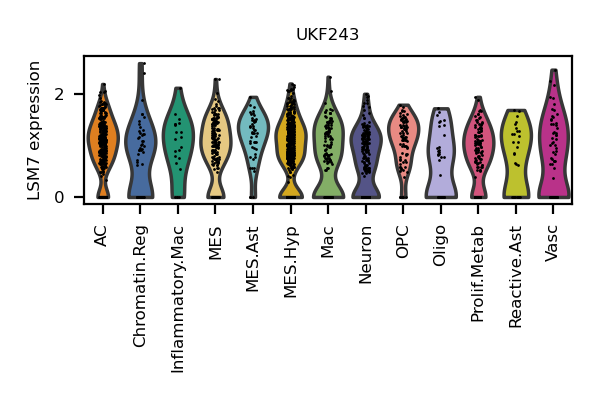 UKF243
LSM7 expression
2
0
AC
Chromatin.Reg
Inflammatory.Mac
MES
MES.Ast
MES.Hyp
Mac
Neuron
OPC
Oligo
Prolif.Metab
Reactive.Ast
Vasc